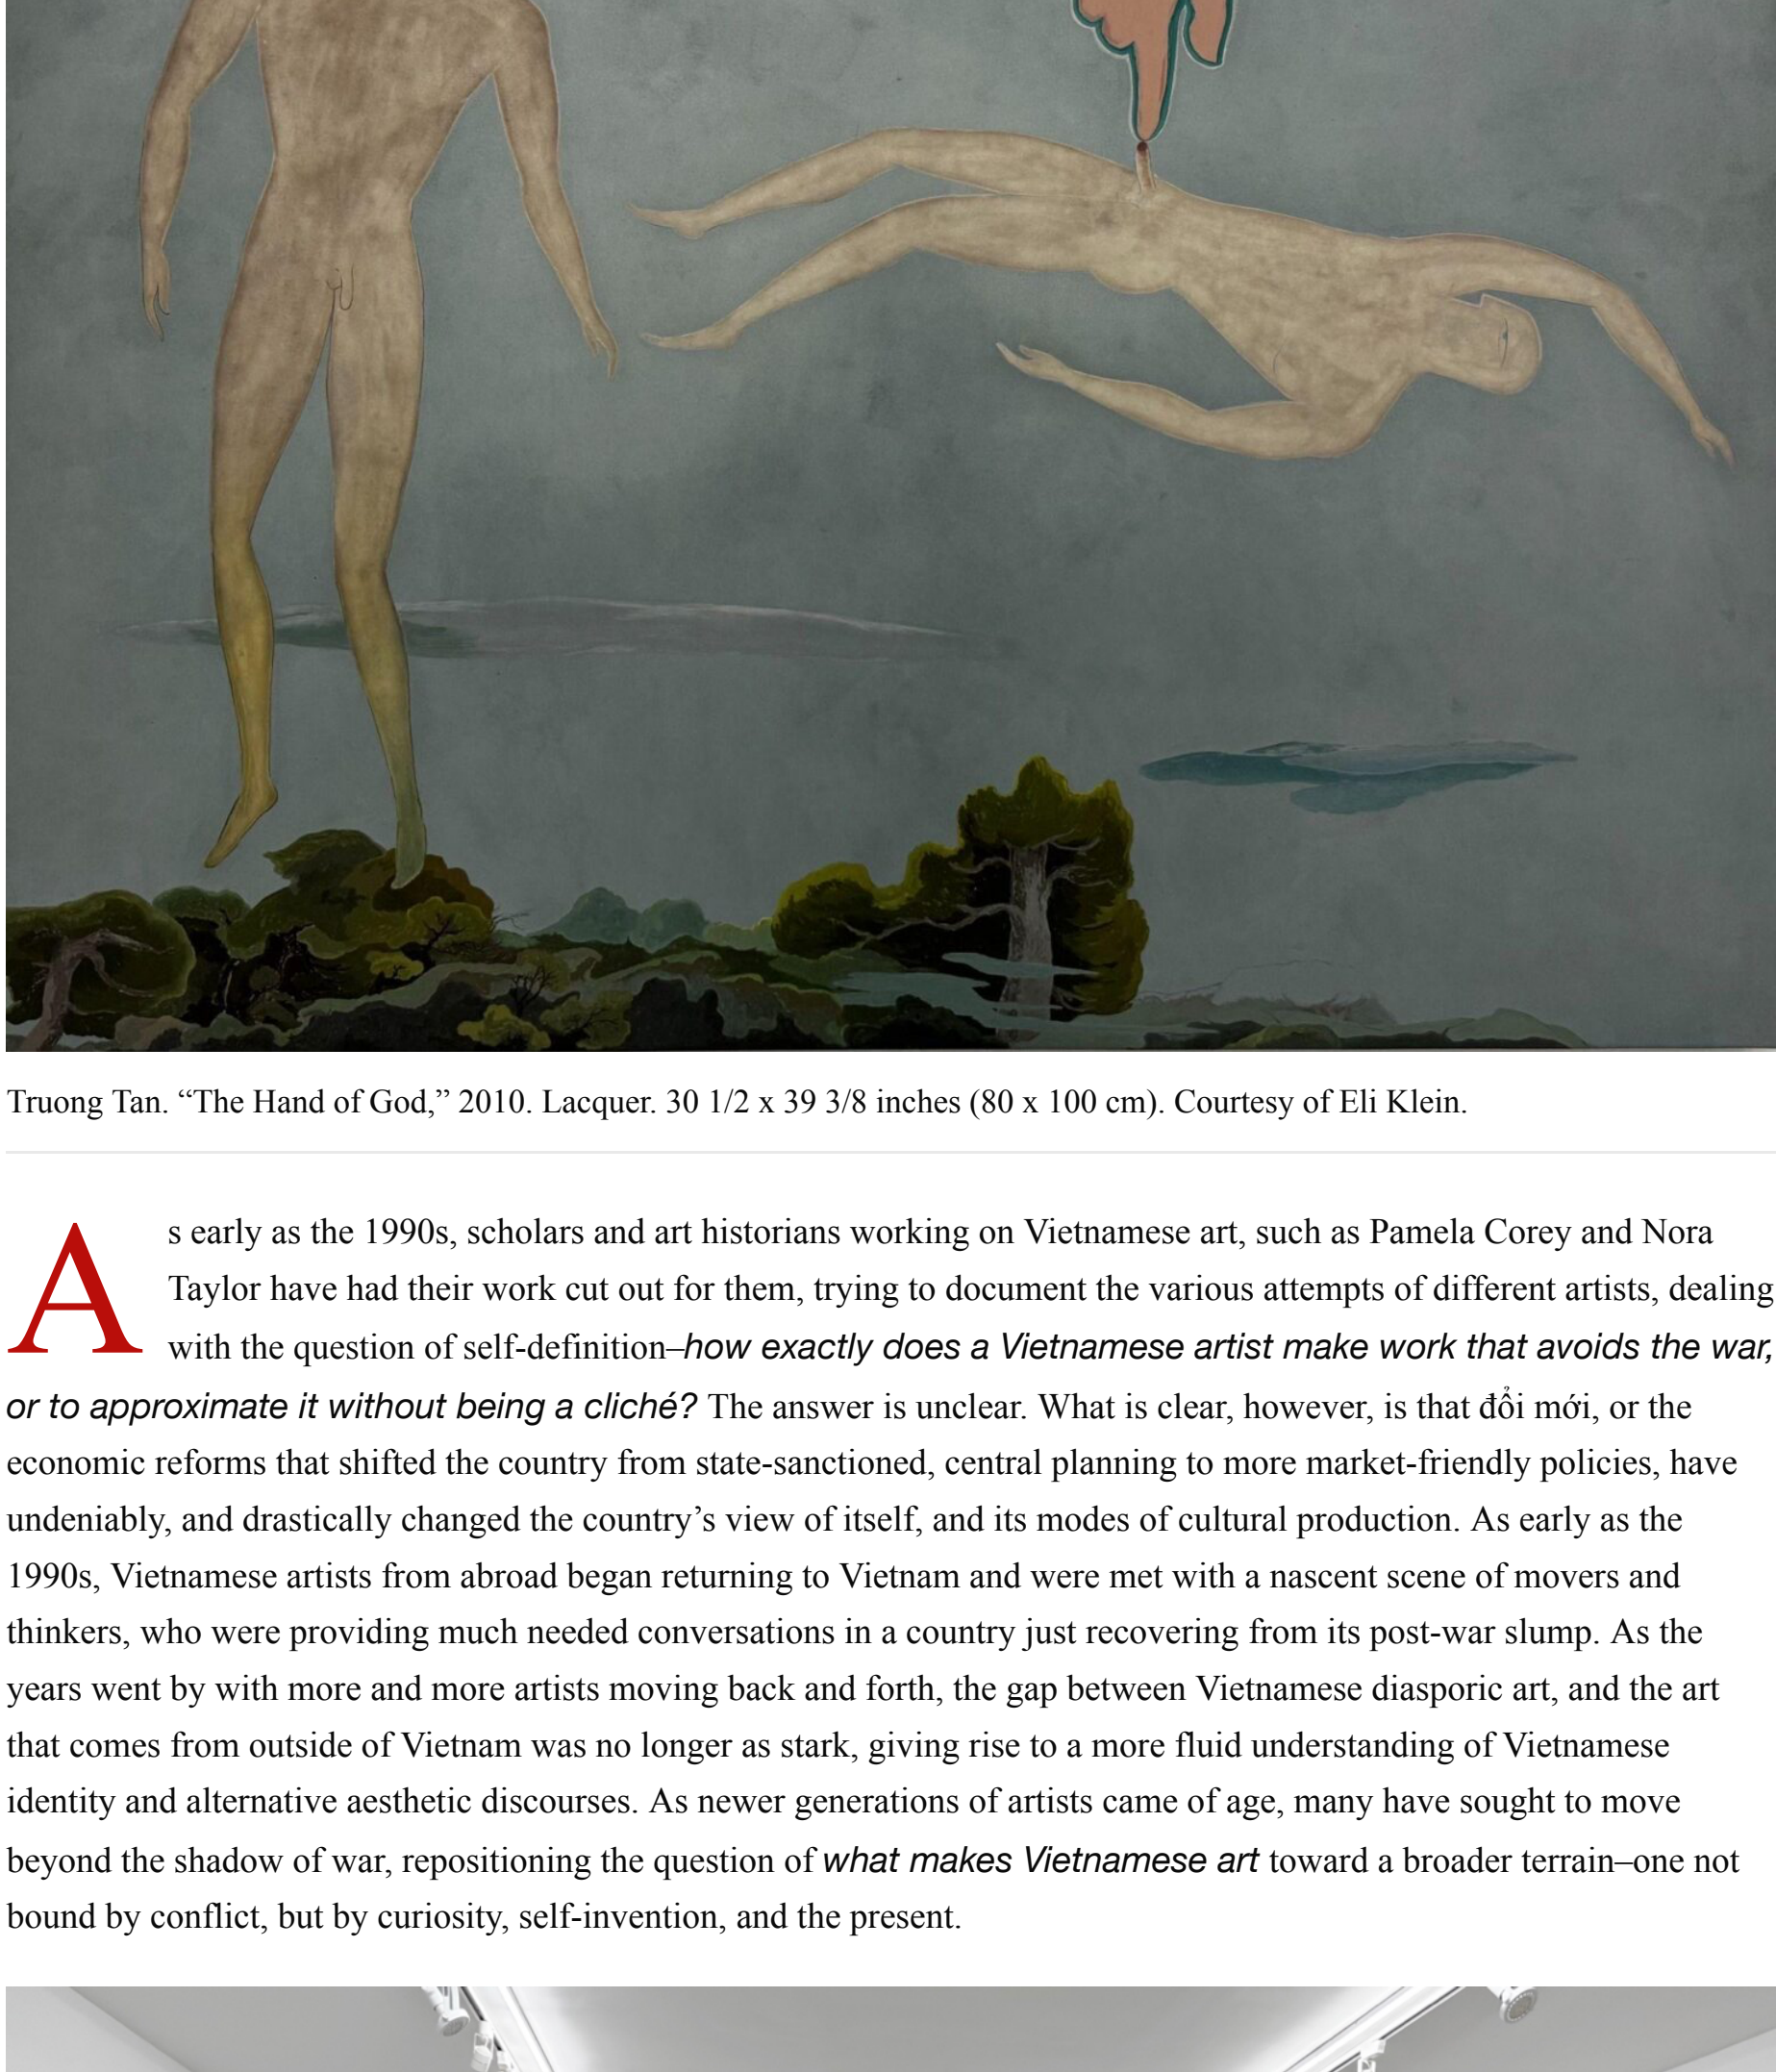 Truong Tan. “The Hand of God,” 2010. Lacquer. 30 1/2 x 39 3/8 inches (80 x 100 cm). Courtesy of Eli Klein.
As early as the 1990s, scholars and art historians working on Vietnamese art, such as Pamela Corey and Nora
Taylor have had their work cut out for them, trying to document the various attempts of different artists, dealing
with the question of self-definition–how exactly does a Vietnamese artist make work that avoids the war,
or to approximate it without being a cliché? The answer is unclear. What is clear, however, is that đổi mới, or the
economic reforms that shifted the country from state-sanctioned, central planning to more market-friendly policies, have
undeniably, and drastically changed the country’s view of itself, and its modes of cultural production. As early as the
1990s, Vietnamese artists from abroad began returning to Vietnam and were met with a nascent scene of movers and
thinkers, who were providing much needed conversations in a country just recovering from its post-war slump. As the
years went by with more and more artists moving back and forth, the gap between Vietnamese diasporic art, and the art
that comes from outside of Vietnam was no longer as stark, giving rise to a more fluid understanding of Vietnamese
identity and alternative aesthetic discourses. As newer generations of artists came of age, many have sought to move
beyond the shadow of war, repositioning the question of what makes Vietnamese art toward a broader terrain–one not
bound by conflict, but by curiosity, self-invention, and the present.